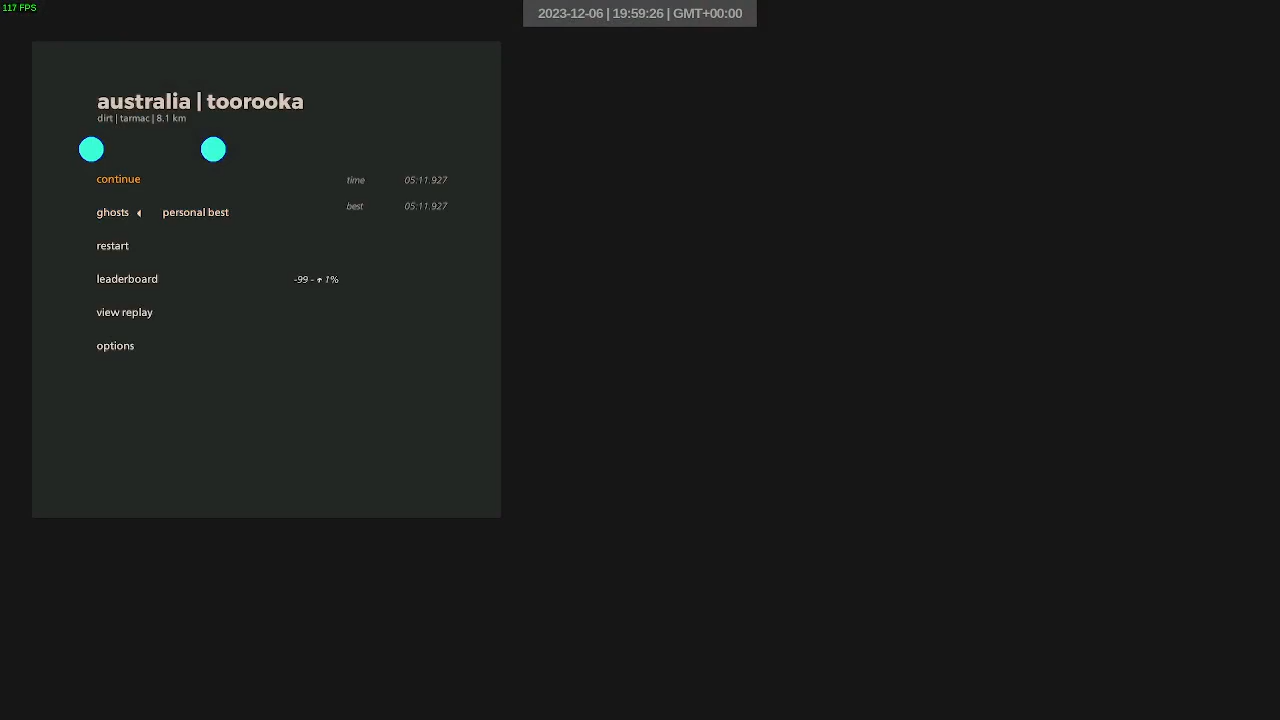 117 FPS
2023-12-06 | 19:59:26 | GMT+00:00
australia | toorooka
dirt | tarmac | 8.1 km
continue
time 05:11.927
ghosts personal best
best 05:11.927
restart
leaderboard -99 - ↑ 1%
view replay
options